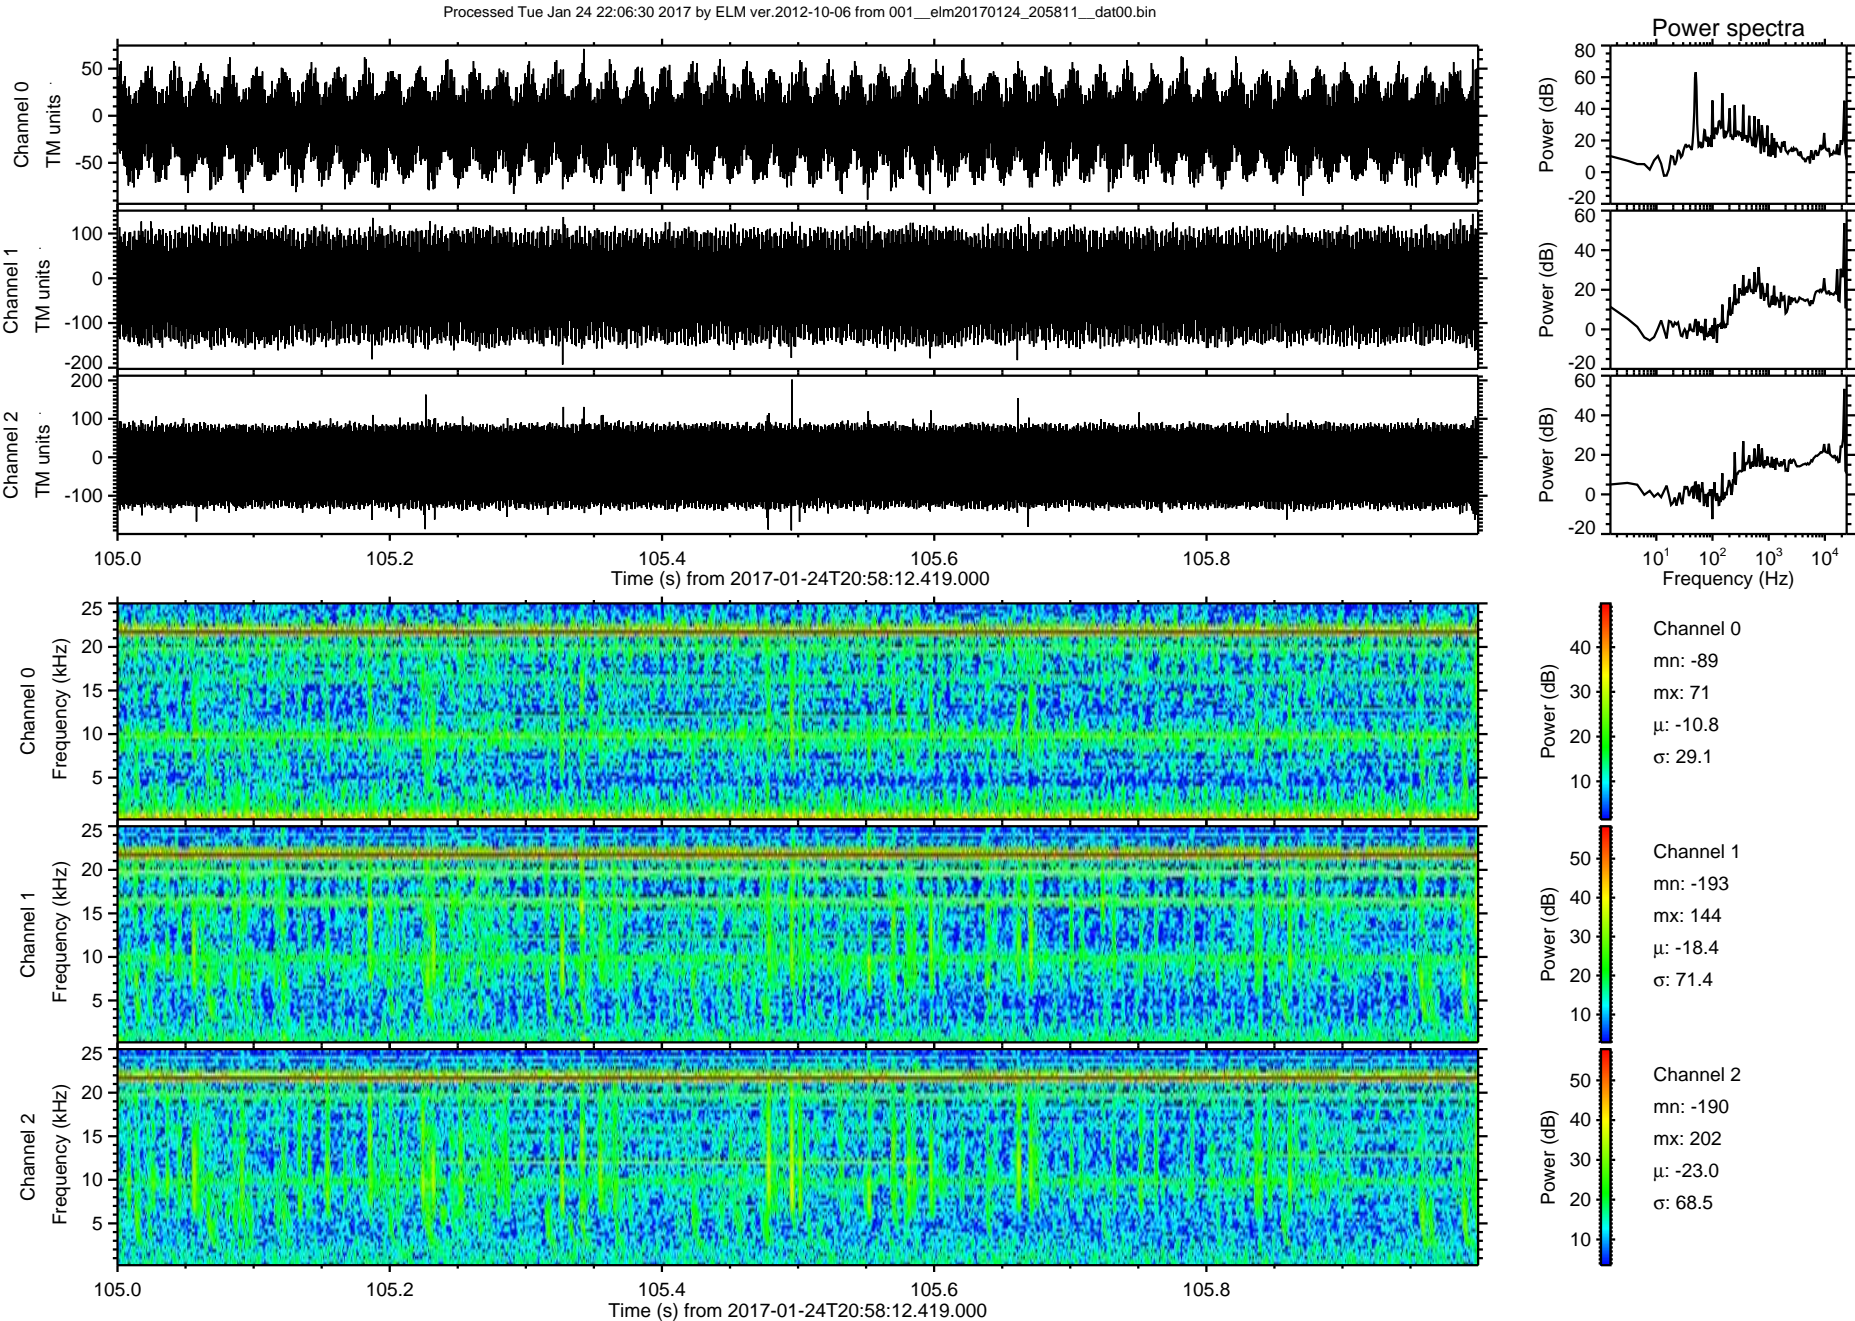 Processed Tue Jan 24 22:06:30 2017 by ELM ver.2012-10-06 from 001__elm20170124_205811__dat00.bin
Power spectra
Channel 0
TM units
50
0
-50
Power (dB)
80
60
40
20
0
-20
Channel 1
TM units
100
0
-100
-200
Power (dB)
60
40
20
0
-20
Channel 2
TM units
200
100
0
-100
Power (dB)
60
40
20
0
-20
105.0 105.2 105.4 105.6 105.8
Time (s) from 2017-01-24T20:58:12.419.000
10¹ 10² 10³ 10⁴
Frequency (Hz)
Channel 0
Frequency (kHz)
25
20
15
10
5
Power (dB)
40
30
20
10
Channel 0
mn: -89
mx: 71
μ: -10.8
σ: 29.1
Channel 1
Frequency (kHz)
25
20
15
10
5
Power (dB)
50
40
30
20
10
Channel 1
mn: -193
mx: 144
μ: -18.4
σ: 71.4
Channel 2
Frequency (kHz)
25
20
15
10
5
Power (dB)
50
40
30
20
10
Channel 2
mn: -190
mx: 202
μ: -23.0
σ: 68.5
105.0 105.2 105.4 105.6 105.8
Time (s) from 2017-01-24T20:58:12.419.000